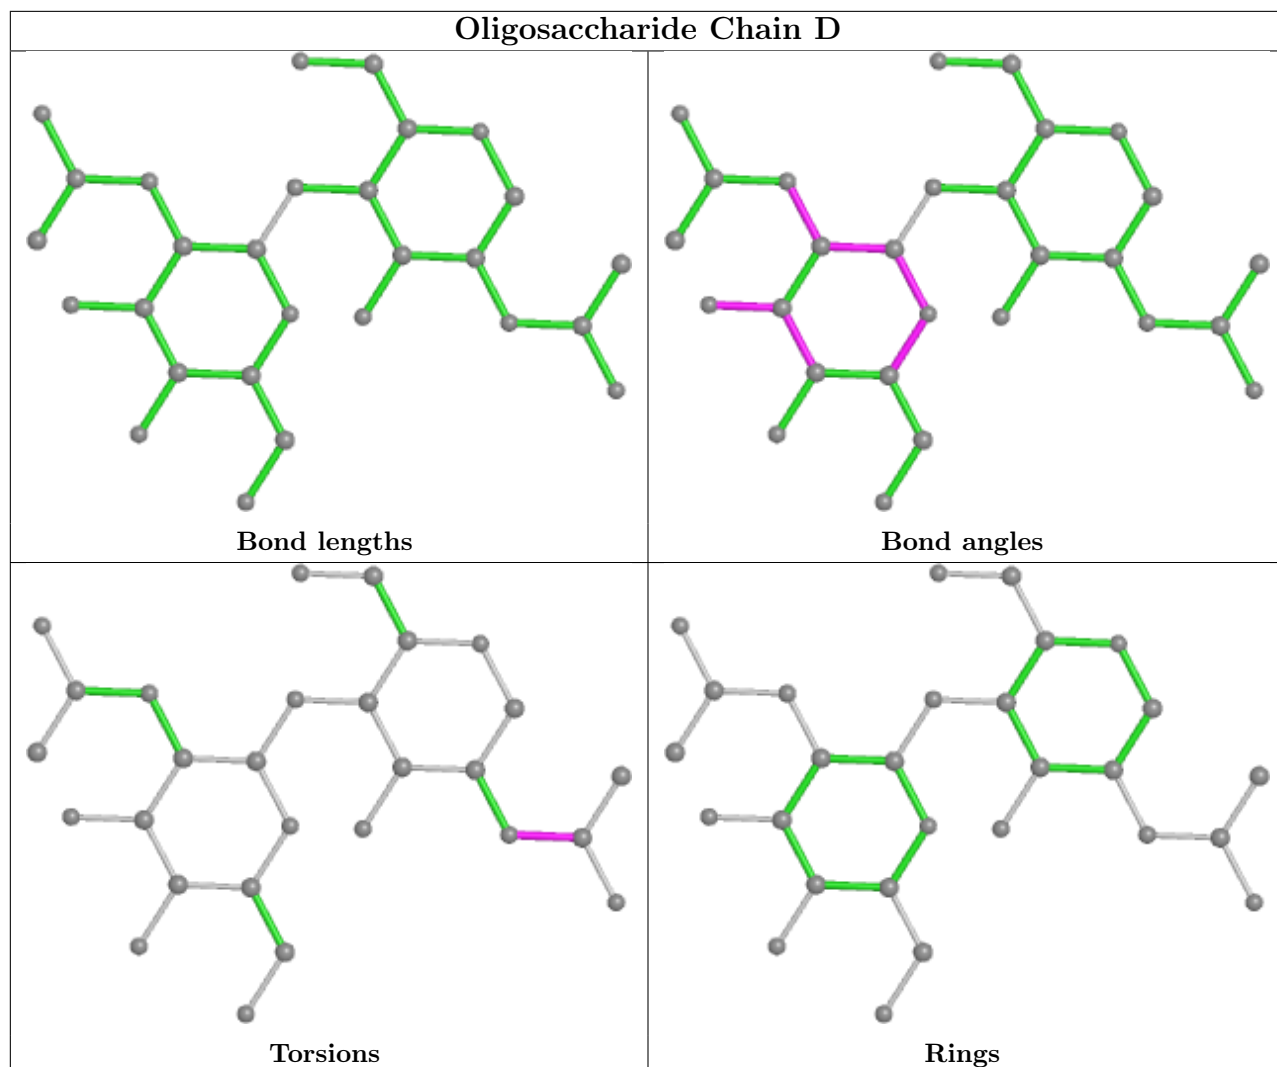 Oligosaccharide Chain D
Bond lengths
Bond angles
Torsions
Rings